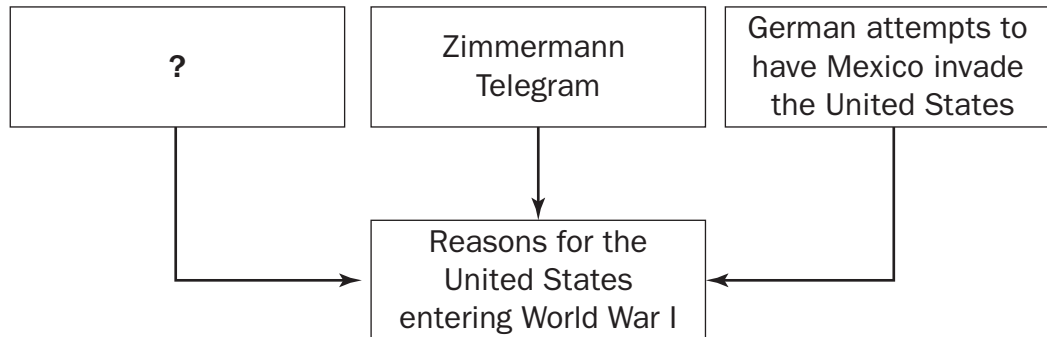 ?
Zimmermann
Telegram
German attempts to
have Mexico invade
the United States
Reasons for the
United States
entering World War I